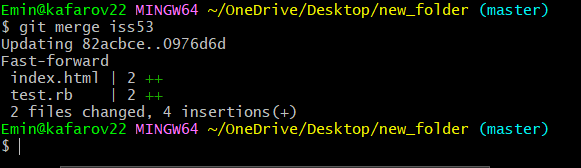 Emin@kafarov22 MINGW64 ~/OneDrive/Desktop/new_folder (master)
$ git merge iss53
Updating 82acbce..0976d6d
Fast-forward
 index.html | 2 ++
 test.rb    | 2 ++
 2 files changed, 4 insertions(+)
Emin@kafarov22 MINGW64 ~/OneDrive/Desktop/new_folder (master)
$